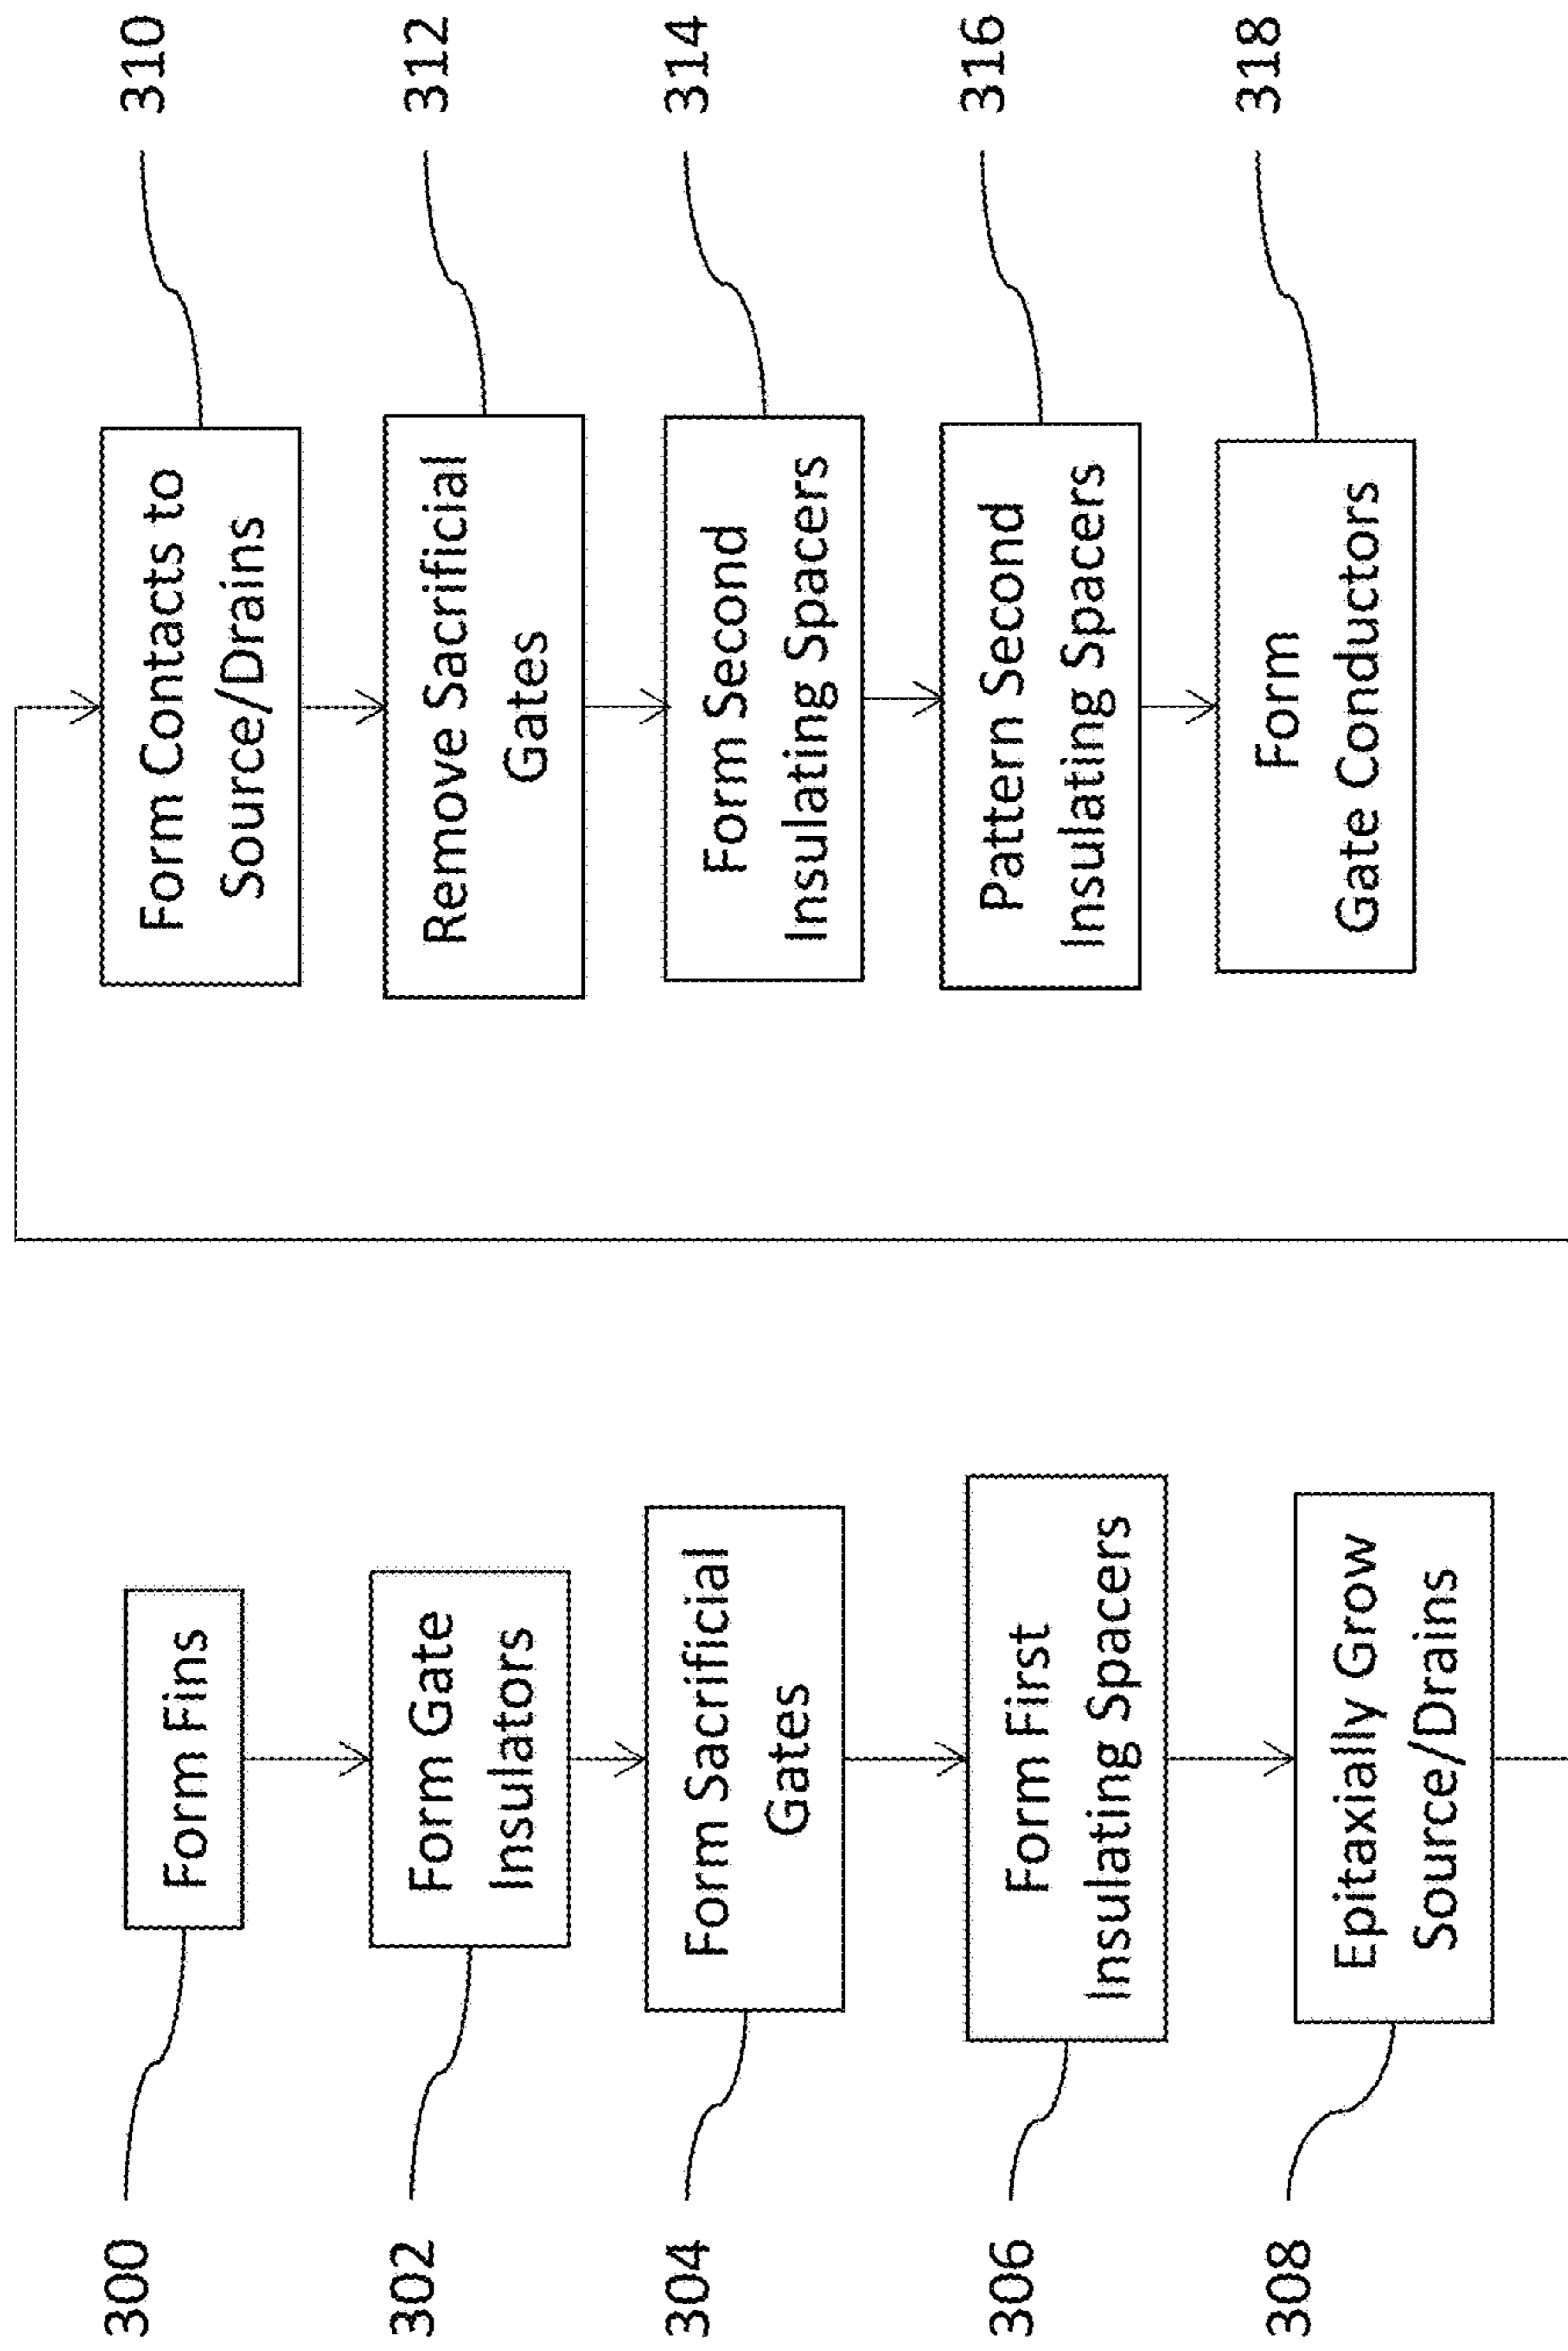 300
Form Fins
302
Form Gate
Insulators
304
Form Sacrificial
Gates
306
Form First
Insulating Spacers
308
Epitaxially Grow
Source/Drains
310
Form Contacts to
Source/Drains
312
Remove Sacrificial
Gates
314
Form Second
Insulating Spacers
316
Pattern Second
Insulating Spacers
318
Form
Gate Conductors